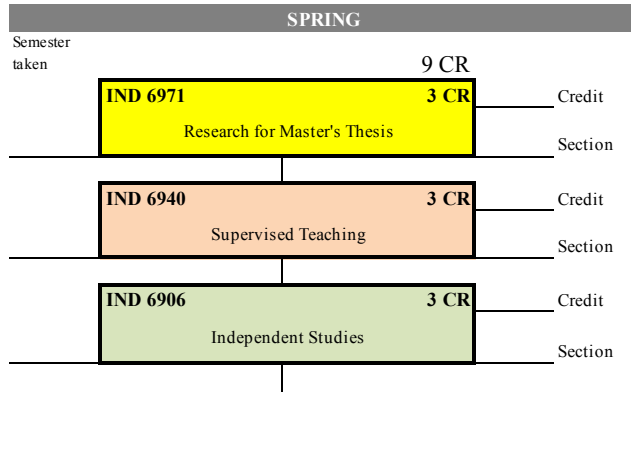 SPRING
Semester
taken
9 CR
IND 6971 3 CR Credit
Research for Master's Thesis
Section
IND 6940 3 CR Credit
Supervised Teaching
Section
IND 6906 3 CR Credit
Independent Studies
Section